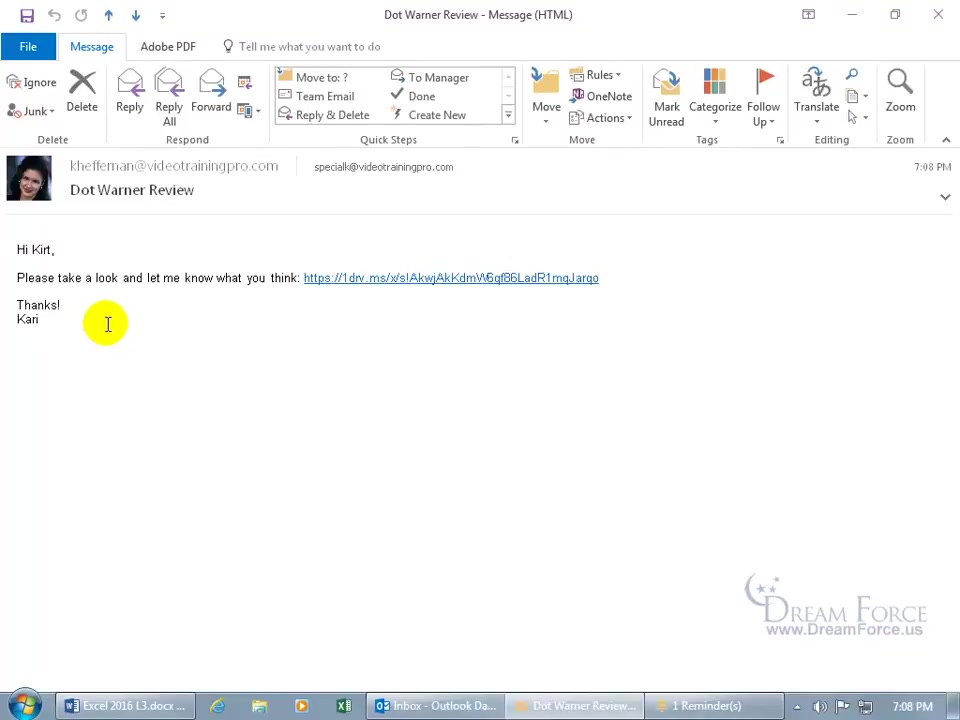 Dot Warner Review - Message (HTML)
File Message Adobe PDF Tell me what you want to do
Ignore
Junk
Delete
Reply
Reply All
Forward
Move to: ?
Team Email
Reply & Delete
To Manager
Done
Create New
Move
Rules
OneNote
Actions
Mark Unread
Categorize
Follow Up
Translate
Zoom
Delete Respond Quick Steps Move Tags Editing Zoom
kheffernan@videotrainingpro.com specialk@videotrainingpro.com 7:08 PM
Dot Warner Review
Hi Kirt,
Please take a look and let me know what you think: https://1drv.ms/x/s!AkwjAkKdmW6qf86LadR1mqJarqo
Thanks!
Kari
DREAM FORCE
www.DreamForce.us
Excel 2016 L3.docx ... Inbox - Outlook Da... Dot Warner Review... 1 Reminder(s) 7:08 PM